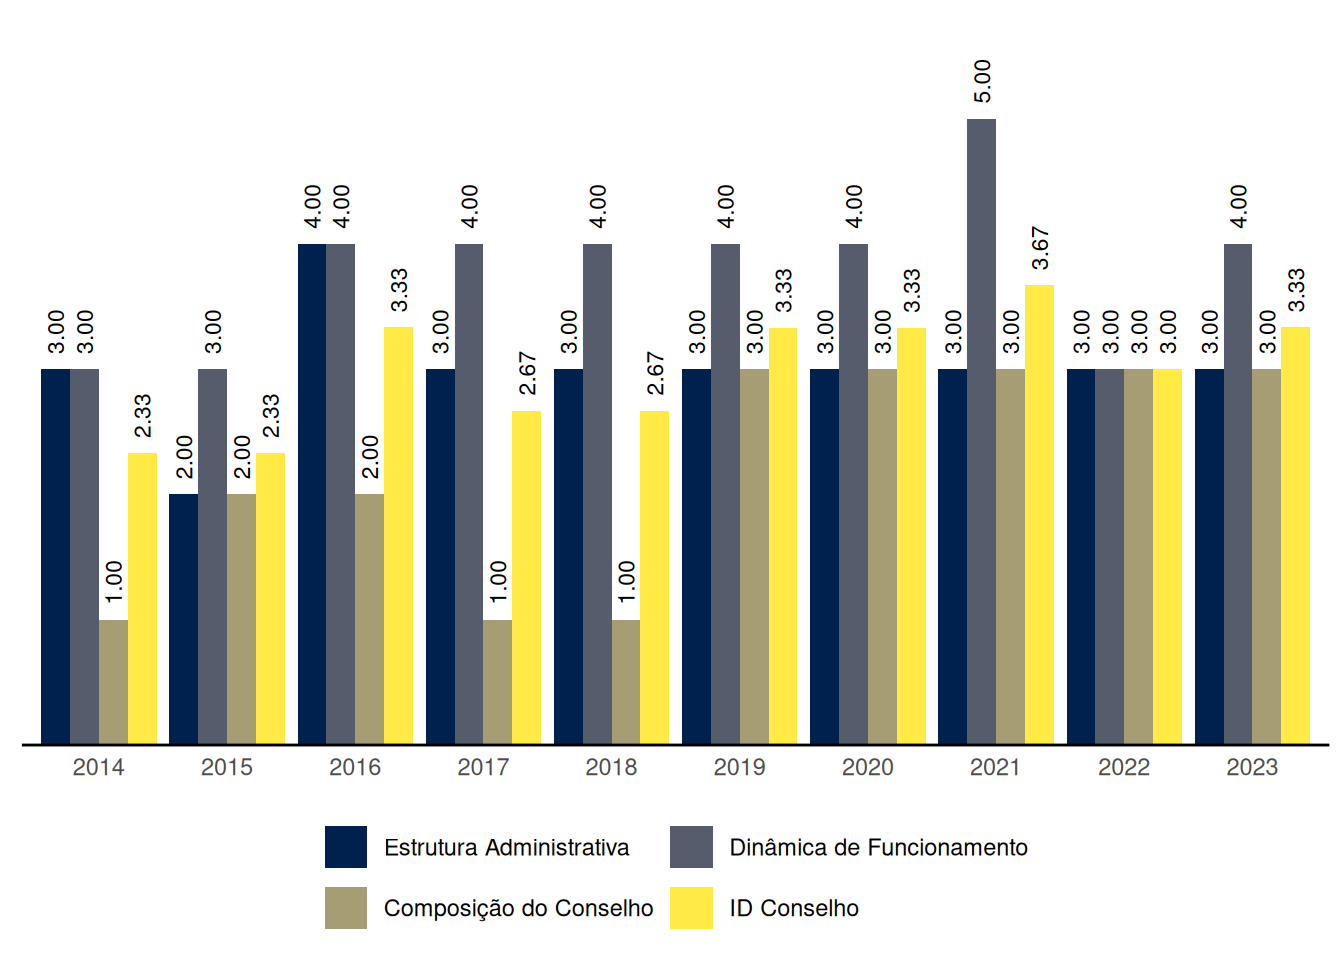 3.00 3.00 1.00 2.33
2.00 3.00 2.00 2.33
4.00 4.00 2.00 3.33
3.00 4.00 1.00 2.67
3.00 4.00 1.00 2.67
3.00 4.00 3.00 3.33
3.00 4.00 3.00 3.33
3.00 5.00 3.00 3.67
3.00 3.00 3.00 3.00
3.00 4.00 3.00 3.33
2014 2015 2016 2017 2018 2019 2020 2021 2022 2023
Estrutura Administrativa Dinâmica de Funcionamento
Composição do Conselho ID Conselho